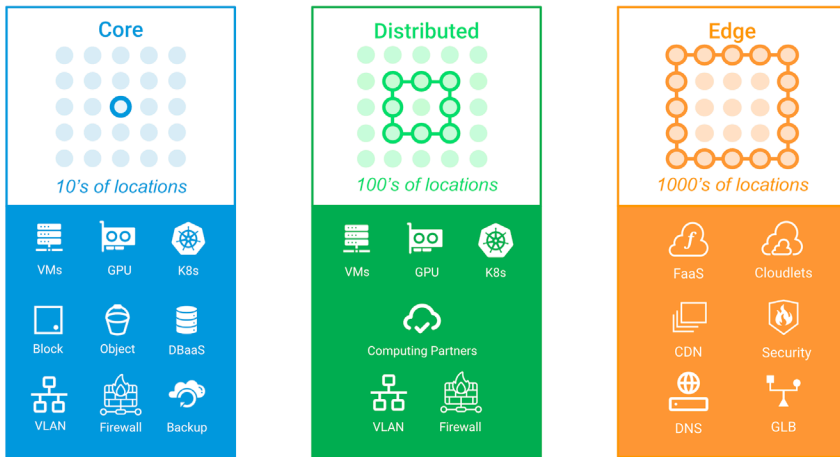 Core
10's of locations
VMs GPU K8s
Block Object DBaaS
VLAN Firewall Backup
Distributed
100's of locations
VMs GPU K8s
Computing Partners
VLAN Firewall
Edge
1000's of locations
f
FaaS Cloudlets
CDN Security
DNS GLB